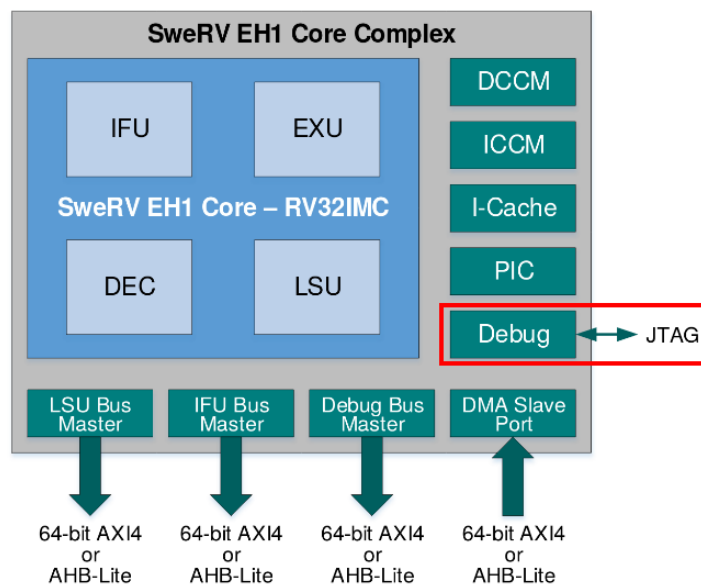 SweRV EH1 Core Complex
IFU
EXU
SweRV EH1 Core – RV32IMC
DEC
LSU
DCCM
ICCM
I-Cache
PIC
Debug
JTAG
LSU Bus
Master
IFU Bus
Master
Debug Bus
Master
DMA Slave
Port
64-bit AXI4
or
AHB-Lite
64-bit AXI4
or
AHB-Lite
64-bit AXI4
or
AHB-Lite
64-bit AXI4
or
AHB-Lite